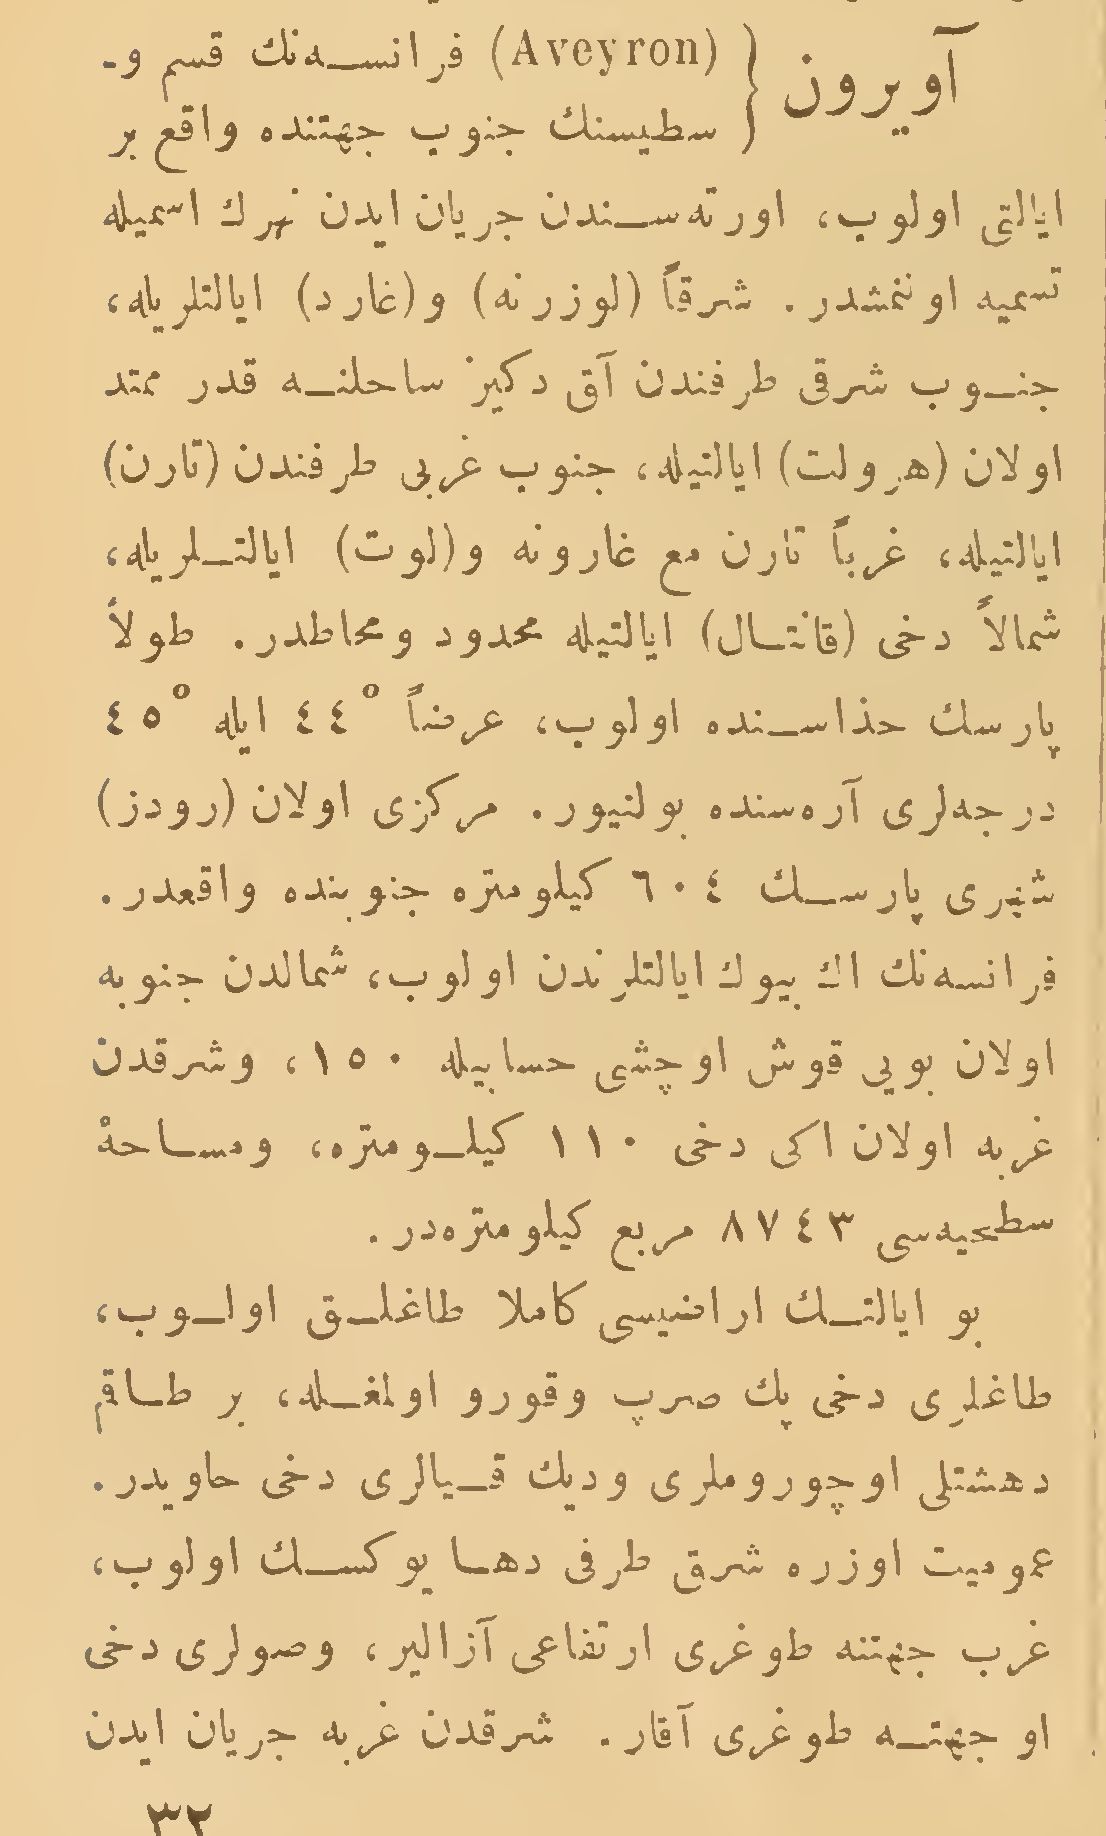 آویرون { (Aveyron) فرانسه‌نك قسم و-
سطیسنك جنوب جهتنده واقع بر
ایالتی اولوب، اورته‌سندن جریان ایدن نهرك اسمیله
تسمیه اونمشدر. شرقاً (لوزرنه) و(غارد) ایالتلریله،
جنوب شرقی طرفندن آق دكیز ساحلنه قدر ممتد
اولان (هرولت) ایالتیله، جنوب غربی طرفندن (تارن)
ایالتیله، غرباً تارن مع غارونه و(لوت) ایالتلریله،
شمالاً دخی (قانتال) ایالتیله محدود ومحاطدر. طولاً
پارسك حذاسنده اولوب، عرضاً ٤٤° ایله ٤٥°
درجه‌لری آره‌سنده بولنیور. مركزی اولان (رودز)
شهری پارسك ٦٠٤ كیلومتره جنوبنده واقعدر.
فرانسه‌نك اك بیوك ایالتلرندن اولوب، شمالدن جنوبه
اولان بویی قوش اوچشی حسابیله ١٥٠، وشرقدن
غربه اولان اكی دخی ١١٠ كیلومتره، ومساحهٔ
سطحیه‌سی ٨٧٤٣ مربع كیلومتره‌در.
بو ایالتك اراضیسی كاملا طاغلق اولوب،
طاغلری دخی پك صرپ وقورو اولمغله، بر طاقم
دهشتلی اوچوروملری ودیك قیالری دخی حاویدر.
عمومیت اوزره شرق طرفی دها یوكسك اولوب،
غرب جهتنه طوغری ارتفاعی آزالیر، وصولری دخی
او جهته طوغری آقار. شرقدن غربه جریان ایدن
٣٢